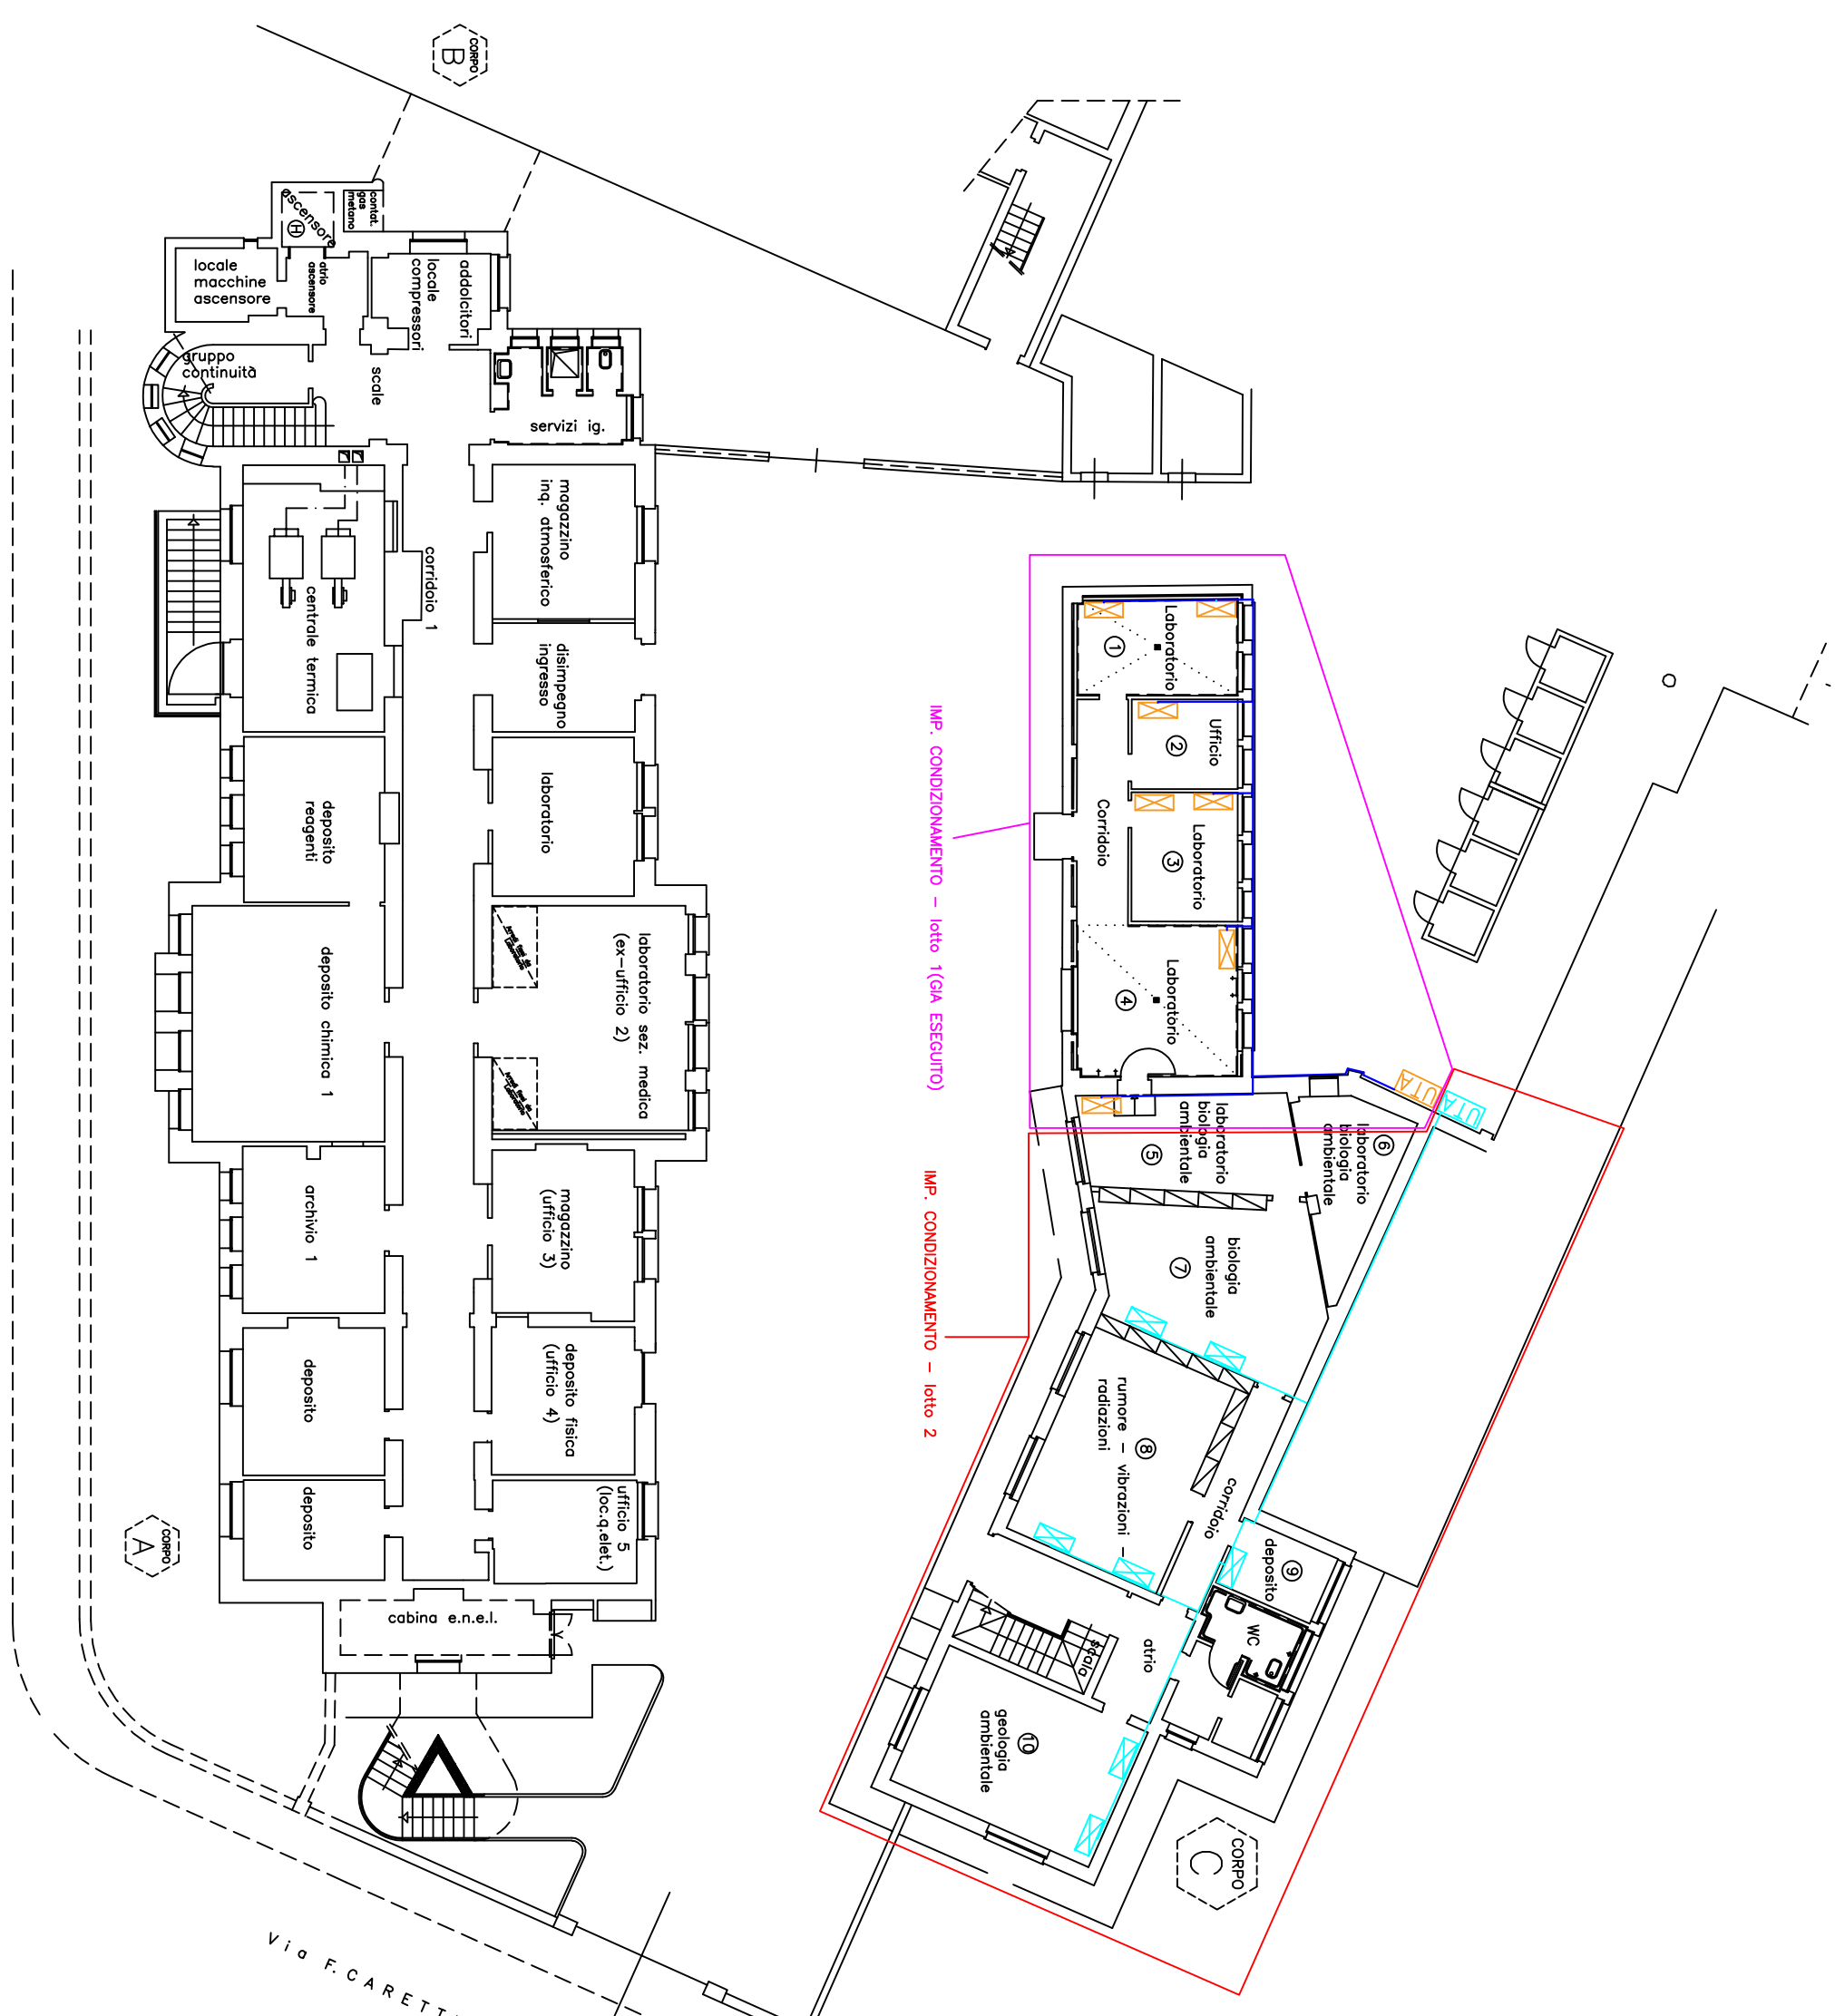 CORPO
B
contat.
gas
metano
ascensore
H
locale
macchine
ascensore
atrio
ascensore
addolcitori
locale
compressori
gruppo
continuità
scale
servizi ig.
magazzino
inq. atmosferico
corridoio 1
centrale termica
disimpegno
ingresso
deposito
reagenti
laboratorio
deposito chimica 1
laboratorio sez. medica
(ex-ufficio 2)
archivio 1
magazzino
(ufficio 3)
deposito
deposito fisica
(ufficio 4)
deposito
ufficio 5
(loc.q.elet.)
CORPO
A
cabina e.n.e.l.
Via F. CARETT
IMP. CONDIZIONAMENTO - lotto 1(GIA ESEGUITO)
IMP. CONDIZIONAMENTO - lotto 2
Laboratorio
1
Ufficio
2
Corridoio
Laboratorio
3
Laboratorio
4
UTA
UTA
laboratorio
biologia
ambientale
5
laboratorio
biologia
ambientale
6
biologia
ambientale
7
rumore - vibrazioni -
radiazioni
8
corridoio
deposito
9
WC
atrio
scala
geologia
ambientale
10
CORPO
C